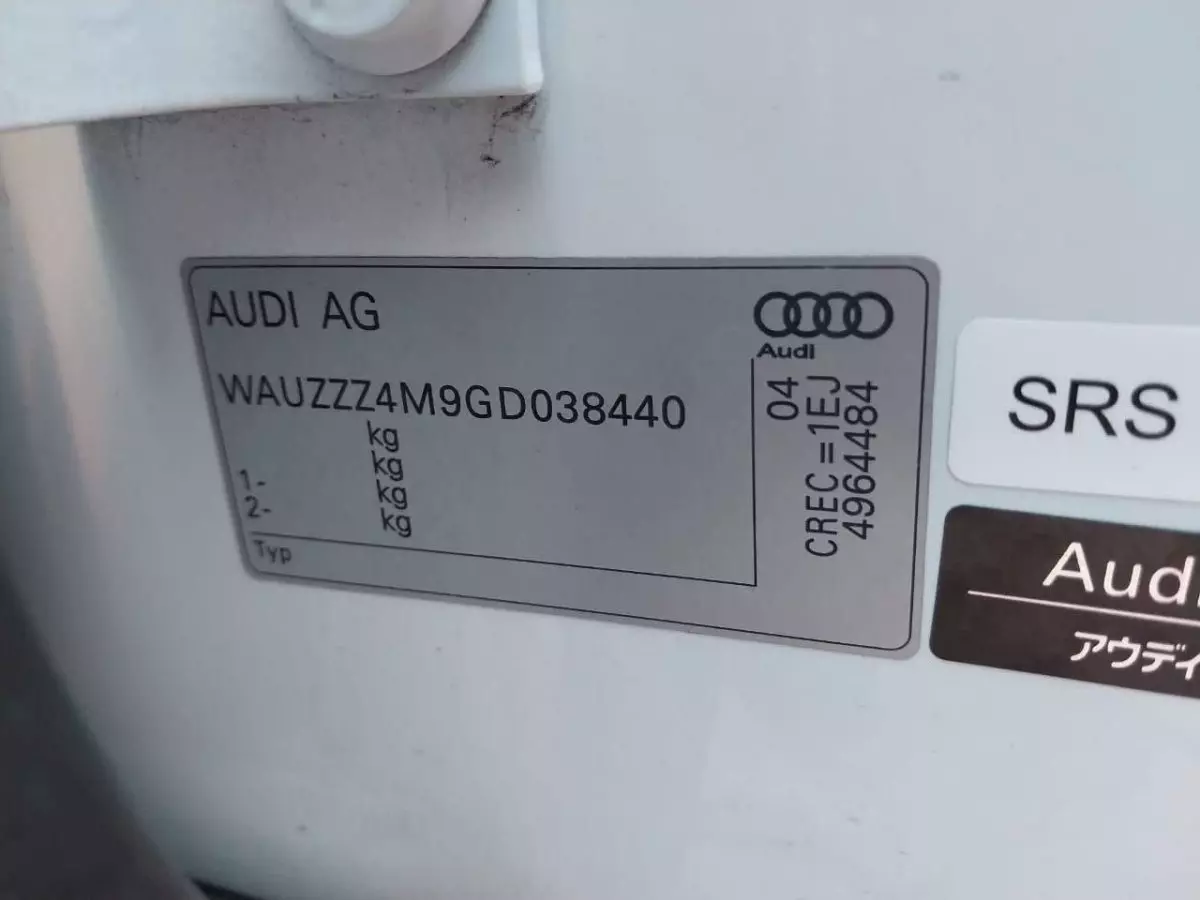 AUDI AG
Audi
WAUZZZ4M9GD038440
kg
kg
1- kg
2- kg
Typ
04
CREC=1EJ
4964484
SRS
Audi
アウディ